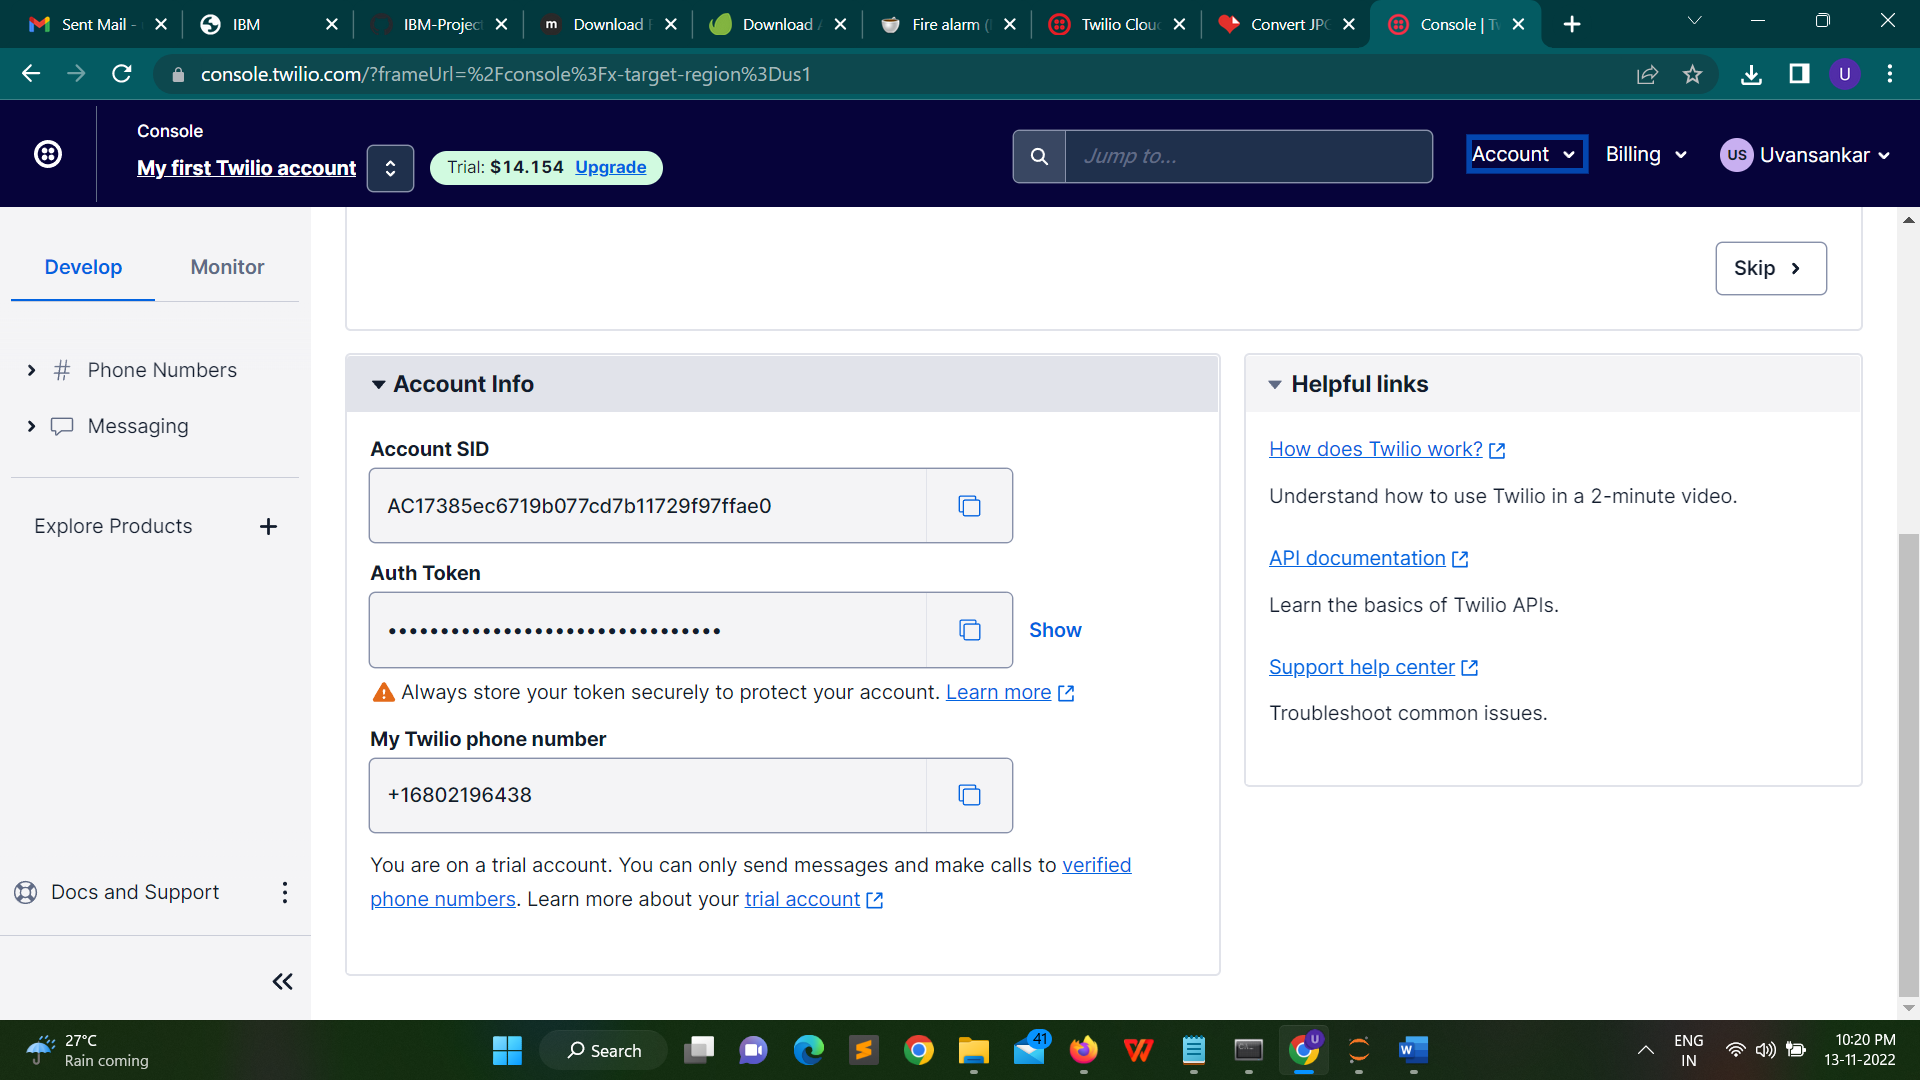 Sent Mail -
IBM
IBM-Projec
Download
Download
Fire alarm (
Twilio Clou
Convert JPG
Console | Tw
console.twilio.com/?frameUrl=%2Fconsole%3Fx-target-region%3Dus1
U
Console
My first Twilio account
Trial: $14.154 Upgrade
Jump to...
Account
Billing
US Uvansankar
Develop
Monitor
Skip
Phone Numbers
Messaging
Explore Products
Docs and Support
Account Info
Account SID
AC17385ec6719b077cd7b11729f97ffae0
Auth Token
••••••••••••••••••••••••••••••••
Show
Always store your token securely to protect your account. Learn more
My Twilio phone number
+16802196438
You are on a trial account. You can only send messages and make calls to verified
phone numbers. Learn more about your trial account
Helpful links
How does Twilio work?
Understand how to use Twilio in a 2-minute video.
API documentation
Learn the basics of Twilio APIs.
Support help center
Troubleshoot common issues.
27°C
Rain coming
Search
41
U
ENG
IN
10:20 PM
13-11-2022